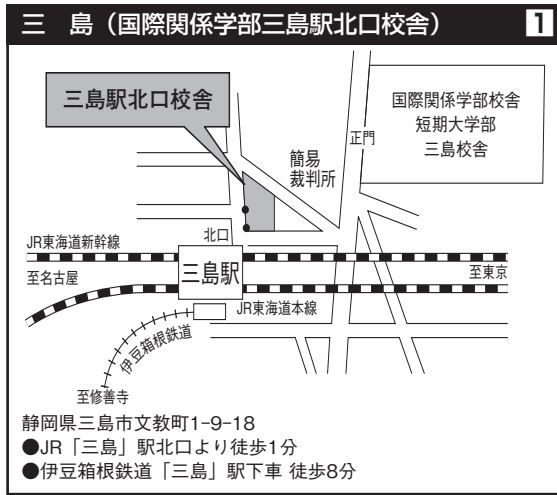 三 島（国際関係学部三島駅北口校舎） 1
三島駅北口校舎
国際関係学部校舎
短期大学部
三島校舎
正門
簡易
裁判所
北口
JR東海道新幹線
三島駅
至名古屋
至東京
JR東海道本線
伊豆箱根鉄道
至修善寺
静岡県三島市文教町1-9-18
●JR「三島」駅北口より徒歩1分
●伊豆箱根鉄道「三島」駅下車 徒歩8分